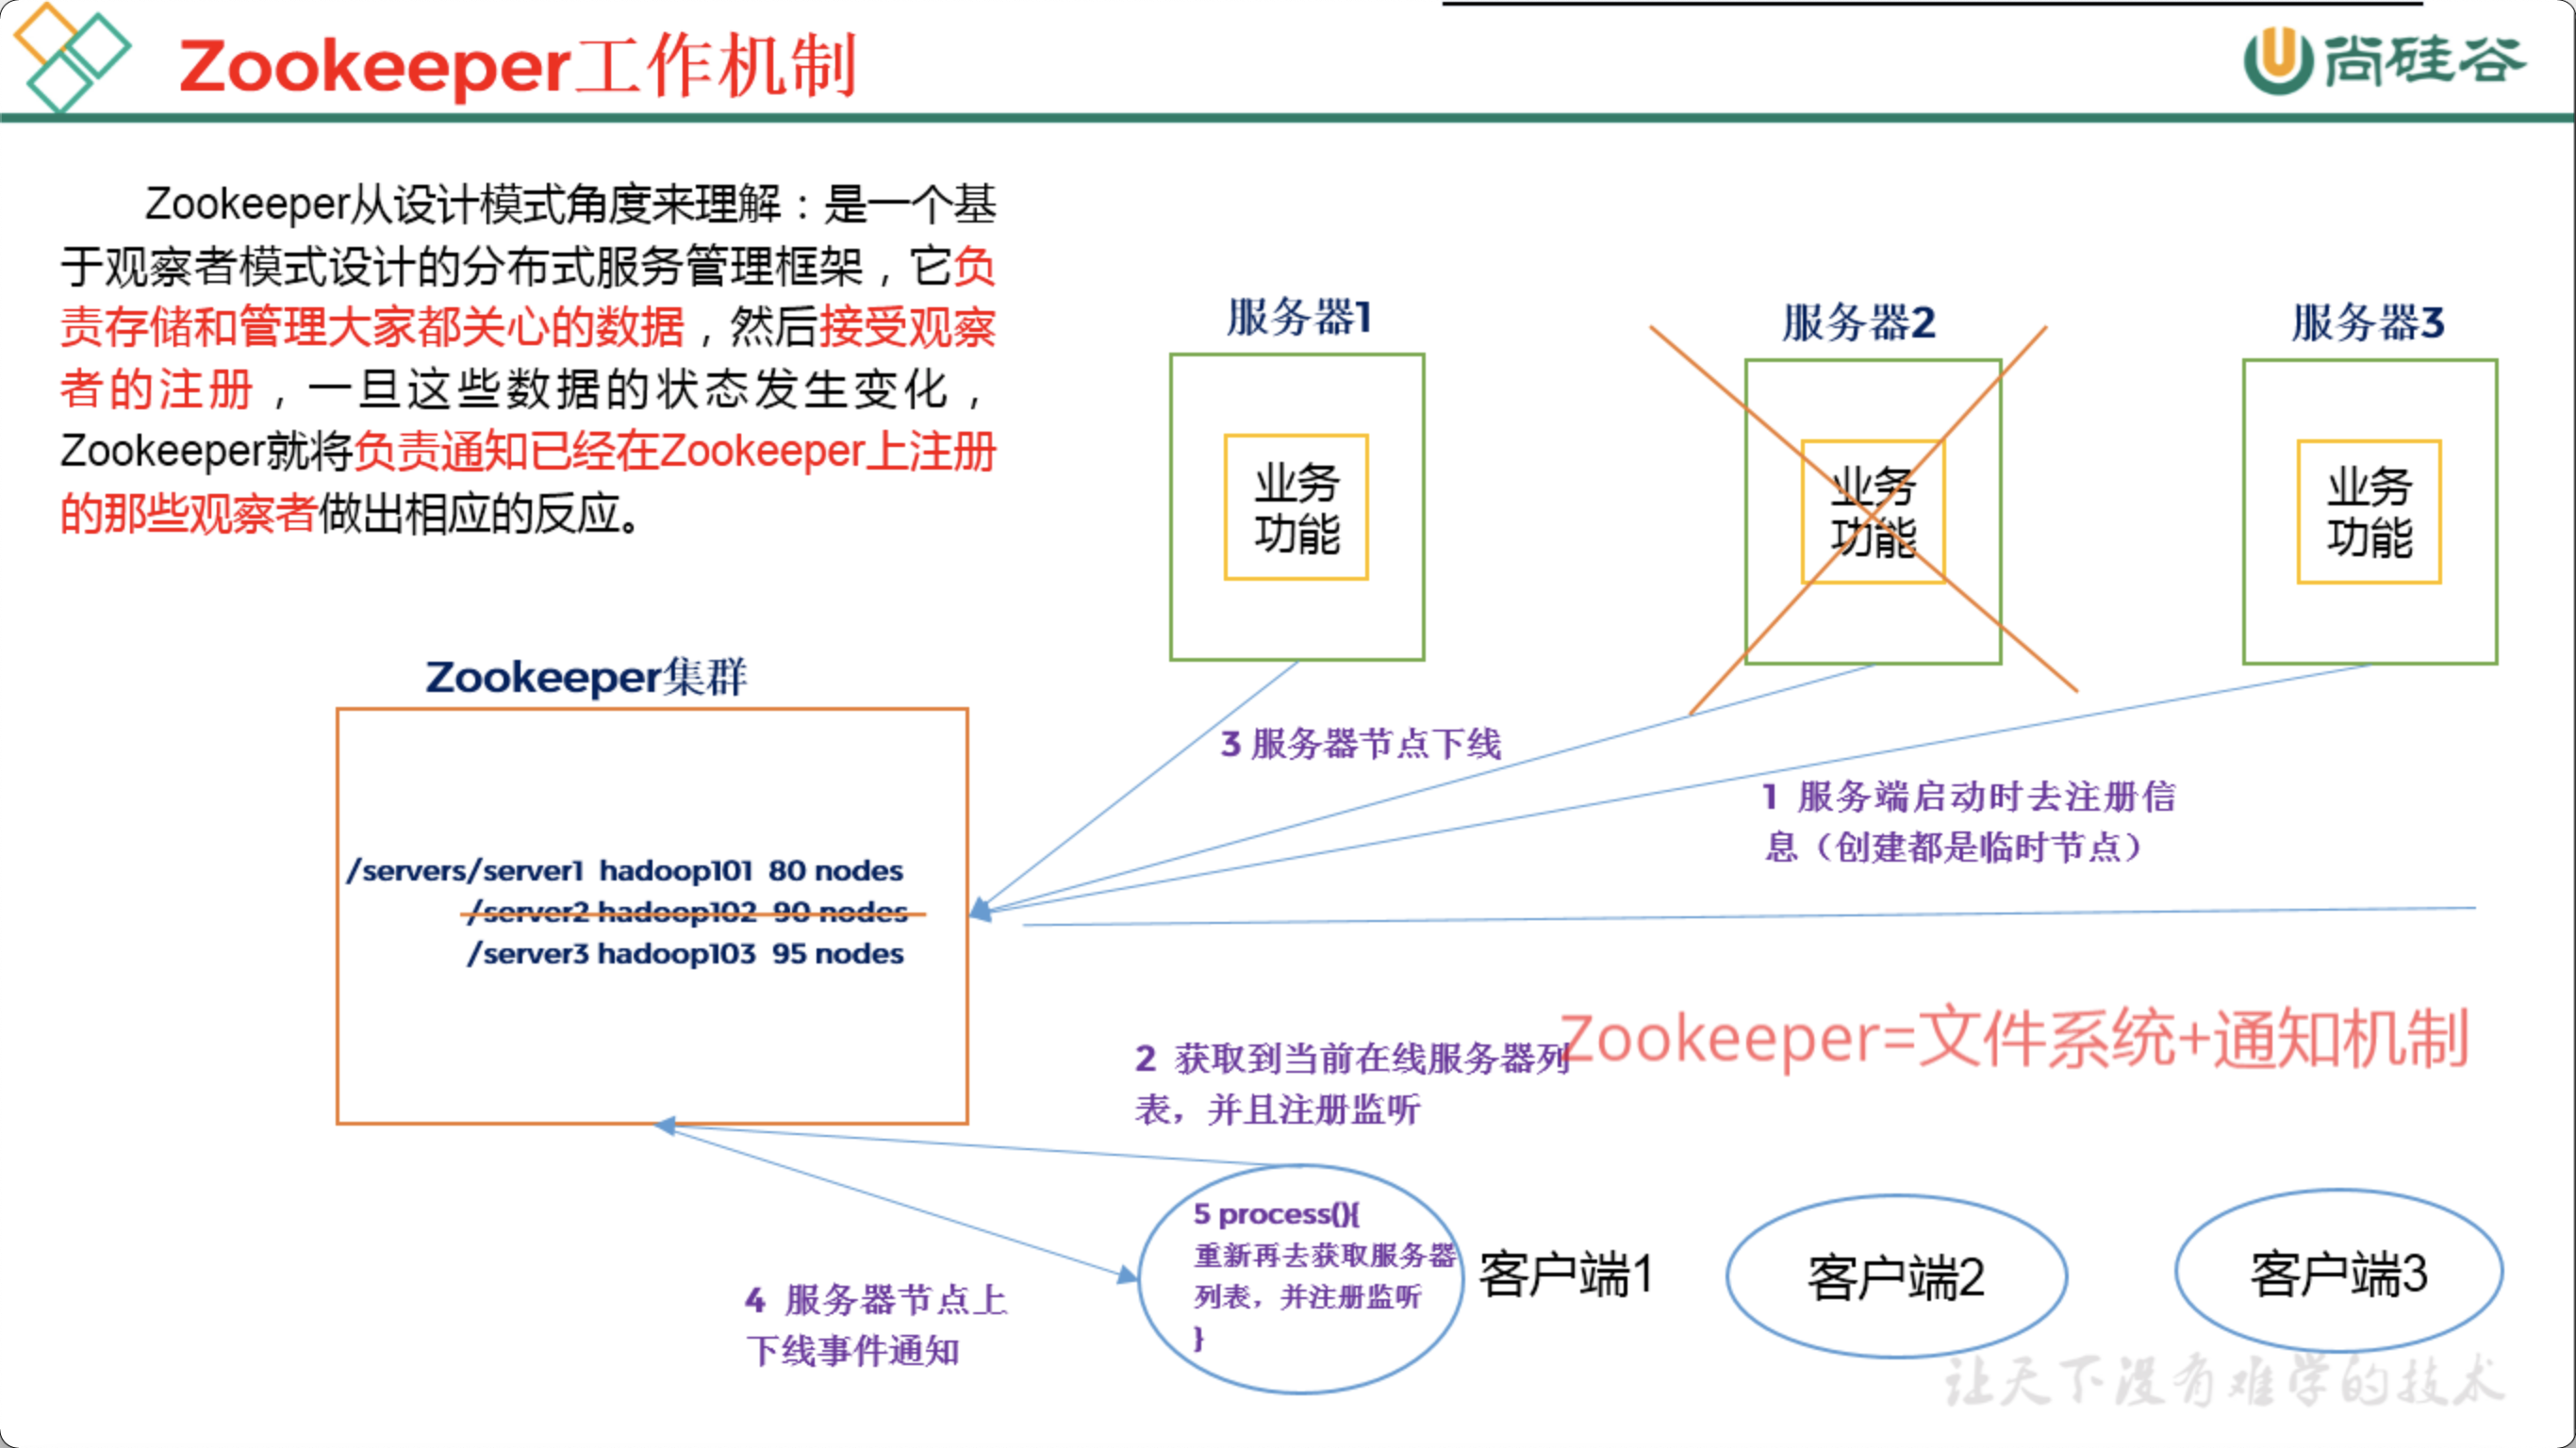 Zookeeper工作机制
尚硅谷
Zookeeper从设计模式角度来理解：是一个基
于观察者模式设计的分布式服务管理框架，它负
责存储和管理大家都关心的数据，然后接受观察
者的注册，一旦这些数据的状态发生变化，
Zookeeper就将负责通知已经在Zookeeper上注册
的那些观察者做出相应的反应。
服务器1
服务器2
服务器3
业务
功能
业务
功能
业务
功能
Zookeeper集群
3 服务器节点下线
1 服务端启动时去注册信
息（创建都是临时节点）
/servers/server1 hadoop101 80 nodes
/server2 hadoop102 90 nodes
/server3 hadoop103 95 nodes
Zookeeper=文件系统+通知机制
2 获取到当前在线服务器列
表，并且注册监听
5 process(){
重新再去获取服务器
列表，并注册监听
}
客户端1
客户端2
客户端3
4 服务器节点上
下线事件通知
让天下没有难学的技术